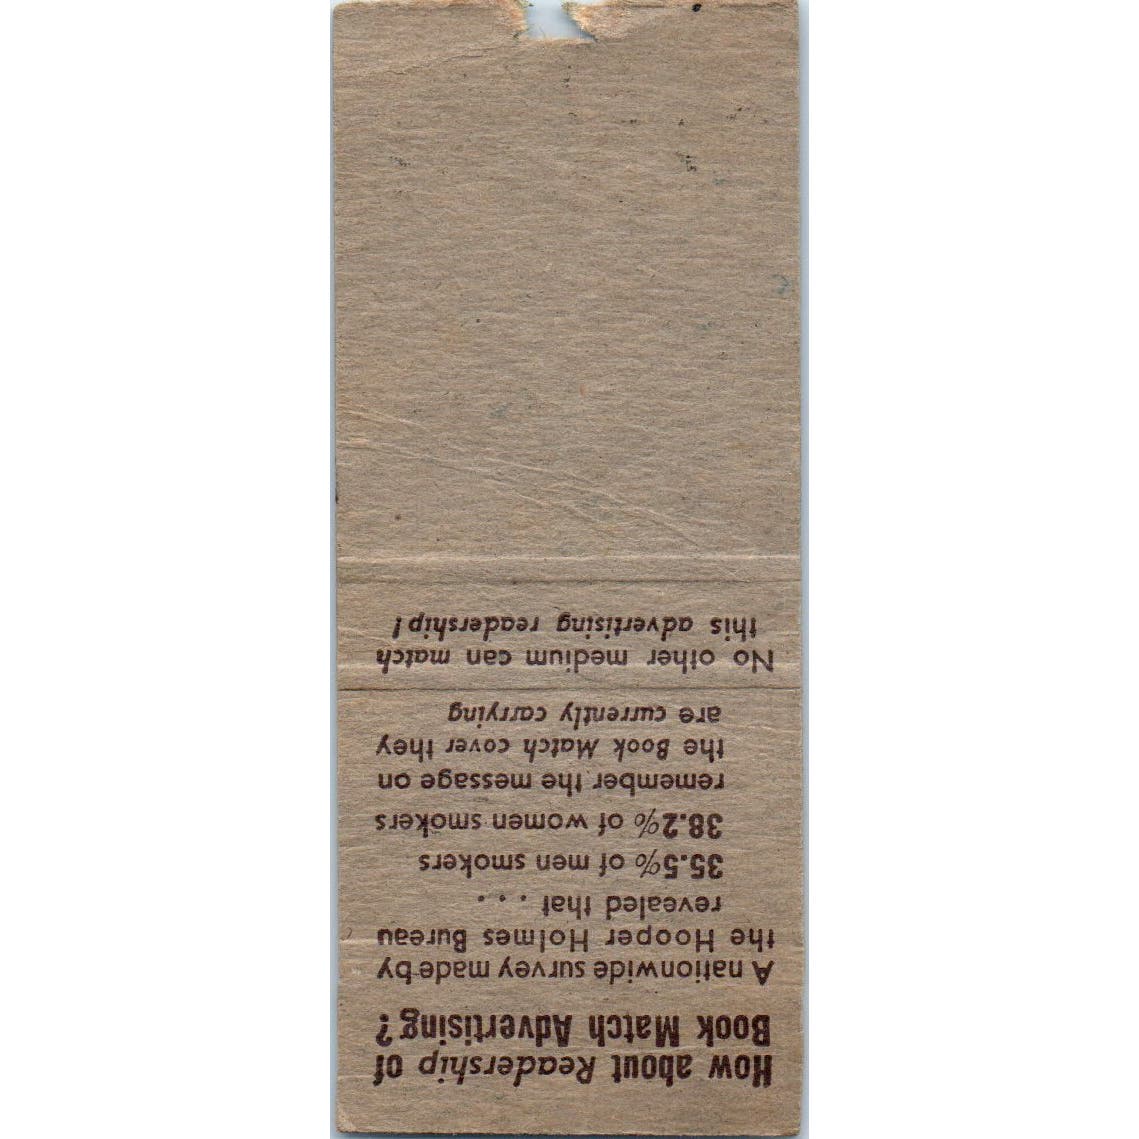 How about Readership of
Book Match Advertising?
A nationwide survey made by
the Hooper Holmes Bureau
revealed that . . . .
35.5% of men smokers
38.2% of women smokers
remember the message on
the Book Match cover they
are currently carrying
No other medium can match
this advertising readership!